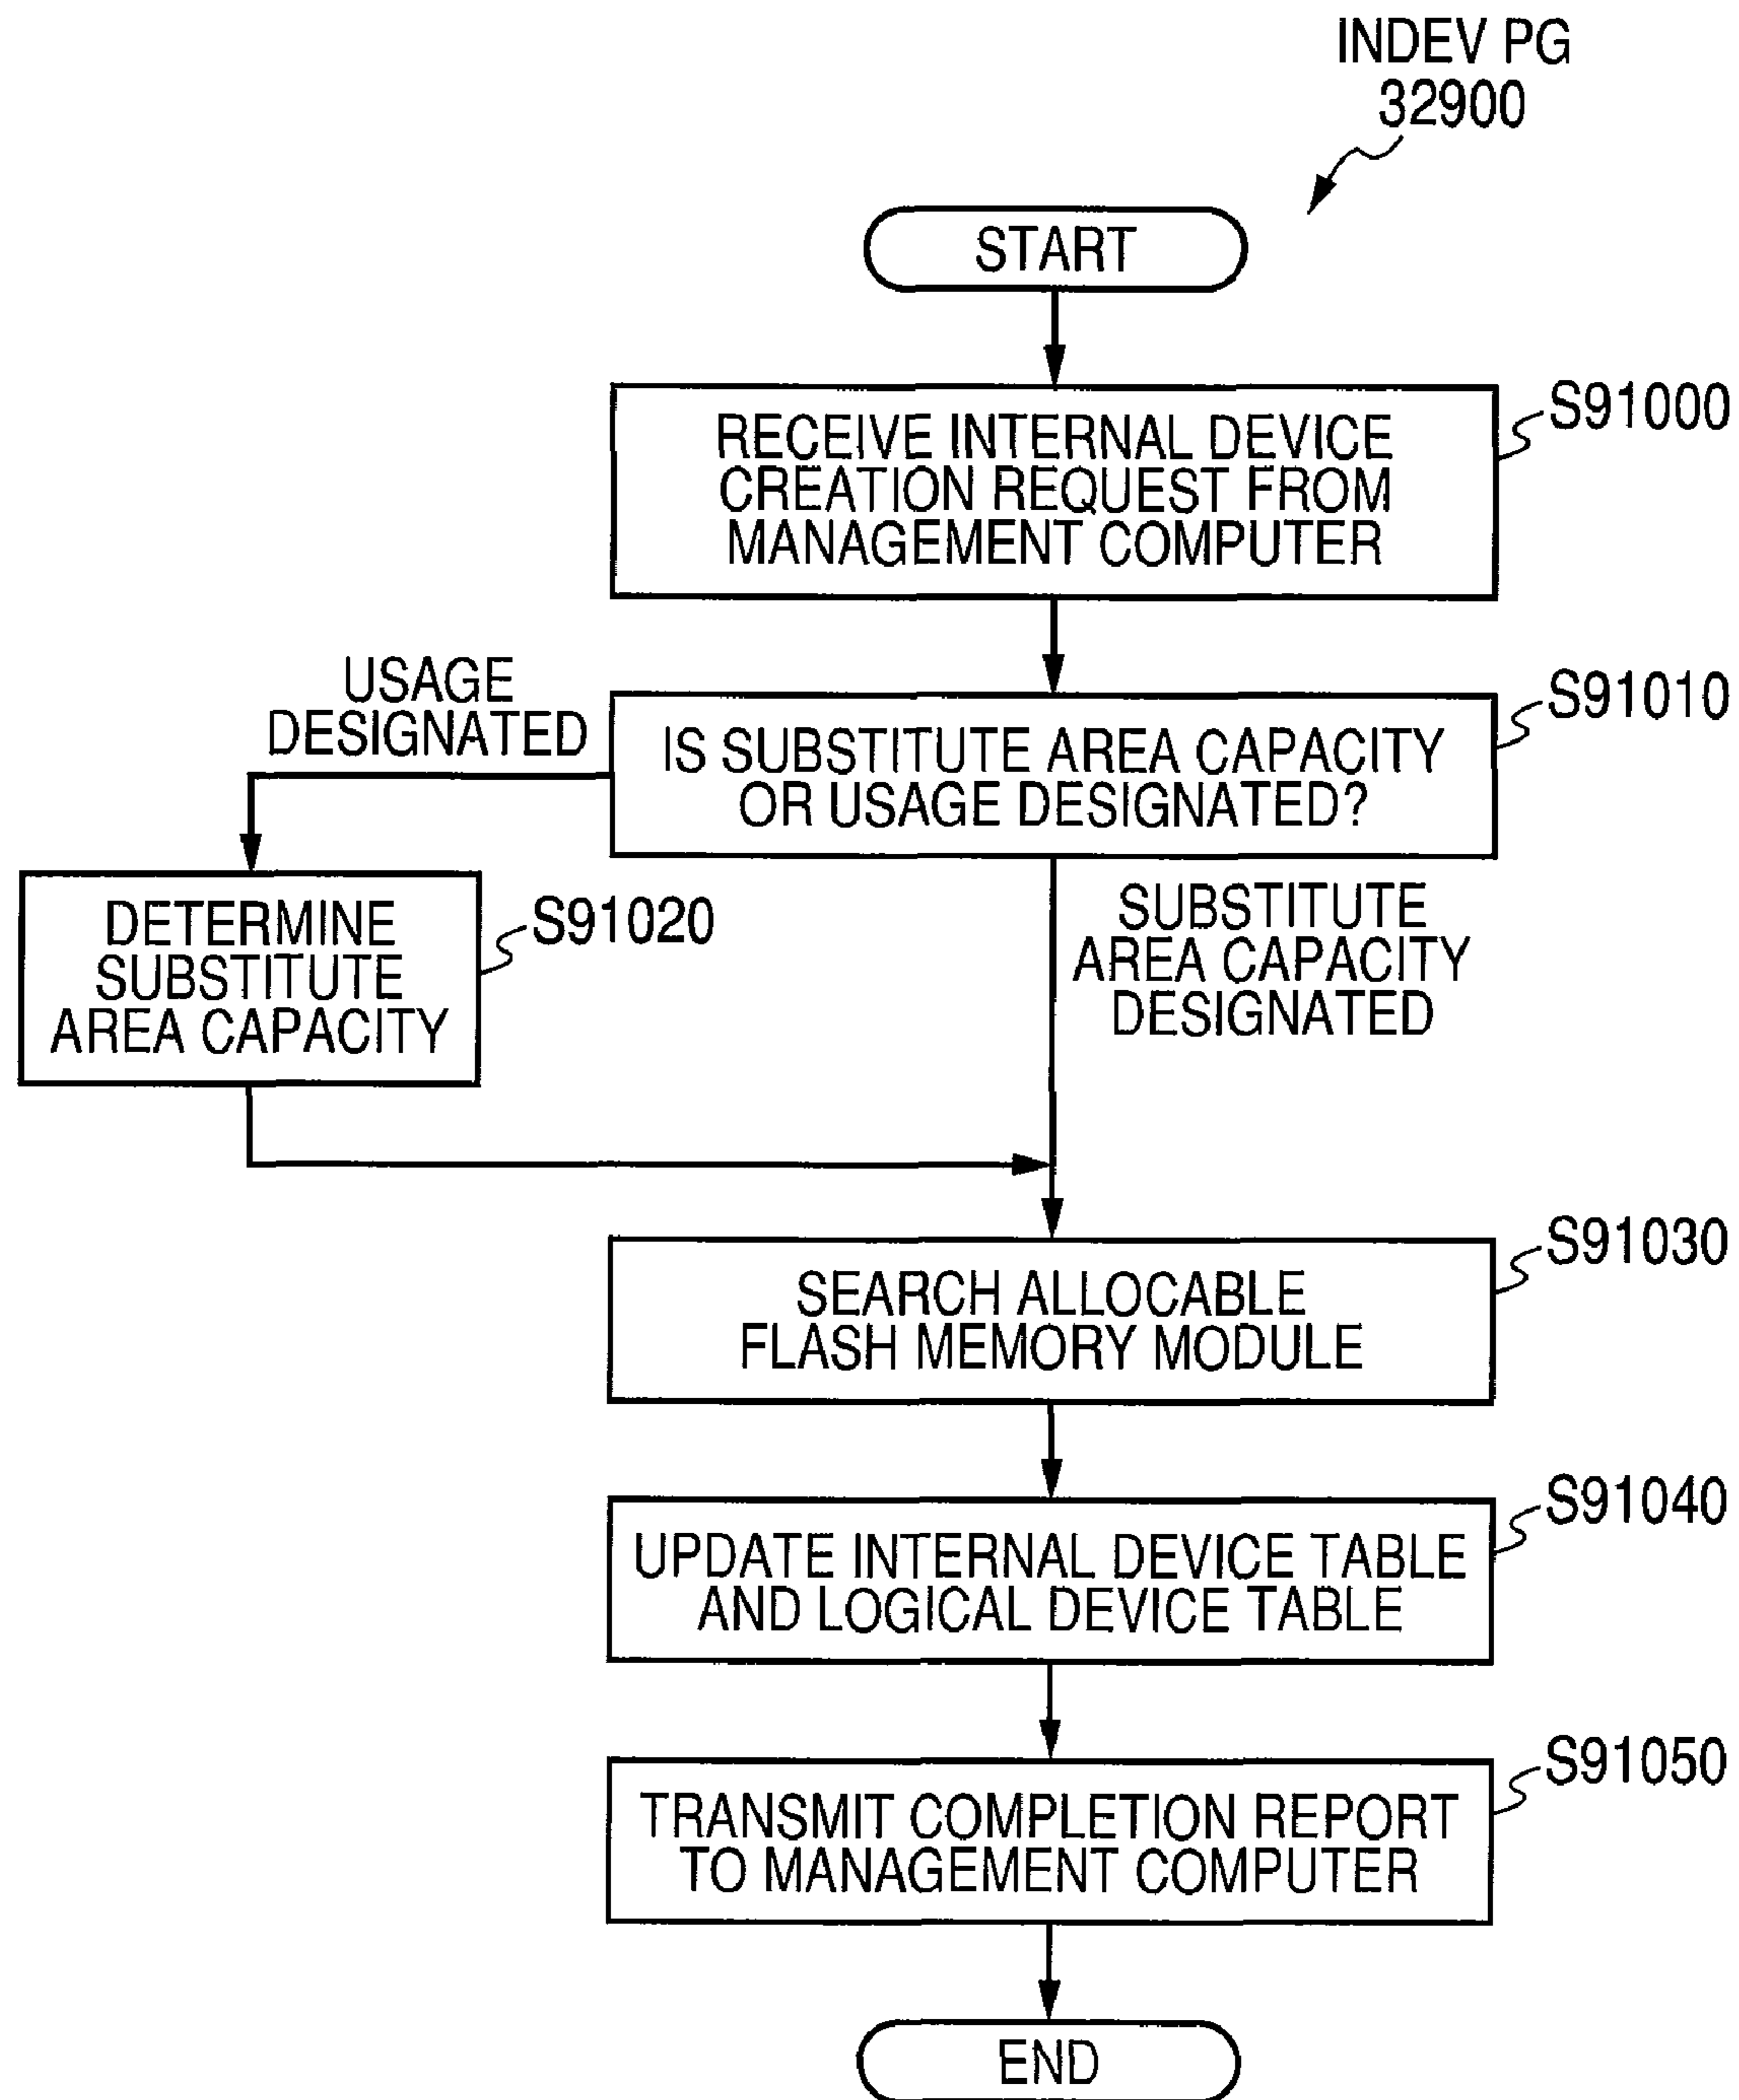 INDEV PG
32900
START
RECEIVE INTERNAL DEVICE
CREATION REQUEST FROM
MANAGEMENT COMPUTER
S91000
USAGE
DESIGNATED
IS SUBSTITUTE AREA CAPACITY
OR USAGE DESIGNATED?
S91010
DETERMINE
SUBSTITUTE
AREA CAPACITY
S91020
SUBSTITUTE
AREA CAPACITY
DESIGNATED
SEARCH ALLOCABLE
FLASH MEMORY MODULE
S91030
UPDATE INTERNAL DEVICE TABLE
AND LOGICAL DEVICE TABLE
S91040
TRANSMIT COMPLETION REPORT
TO MANAGEMENT COMPUTER
S91050
END